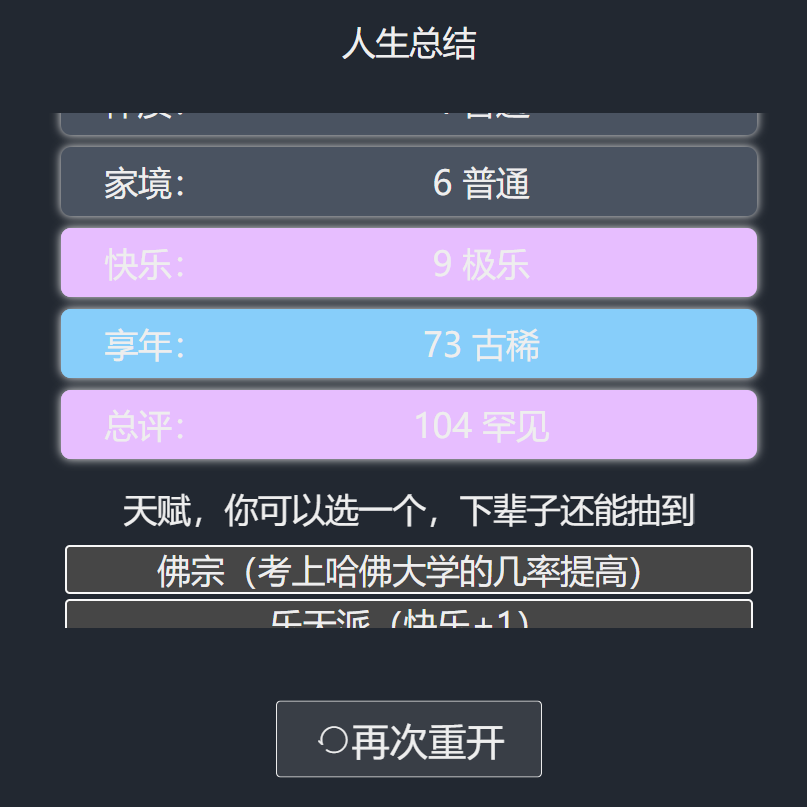 人生总结
家境： 6 普通
快乐： 9 极乐
享年： 73 古稀
总评： 104 罕见
天赋，你可以选一个，下辈子还能抽到
佛宗（考上哈佛大学的几率提高）
乐天派（快乐+1）
再次重开